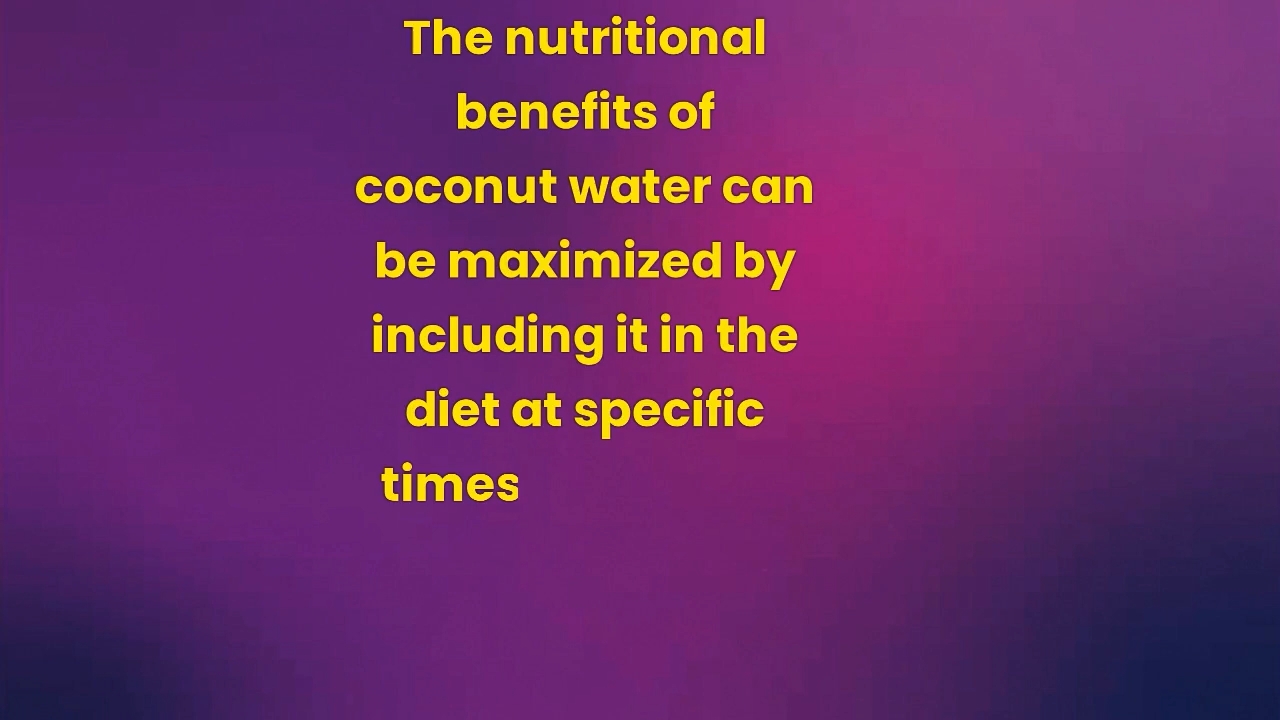 The nutritional
benefits of
coconut water can
be maximized by
including it in the
diet at specific
times